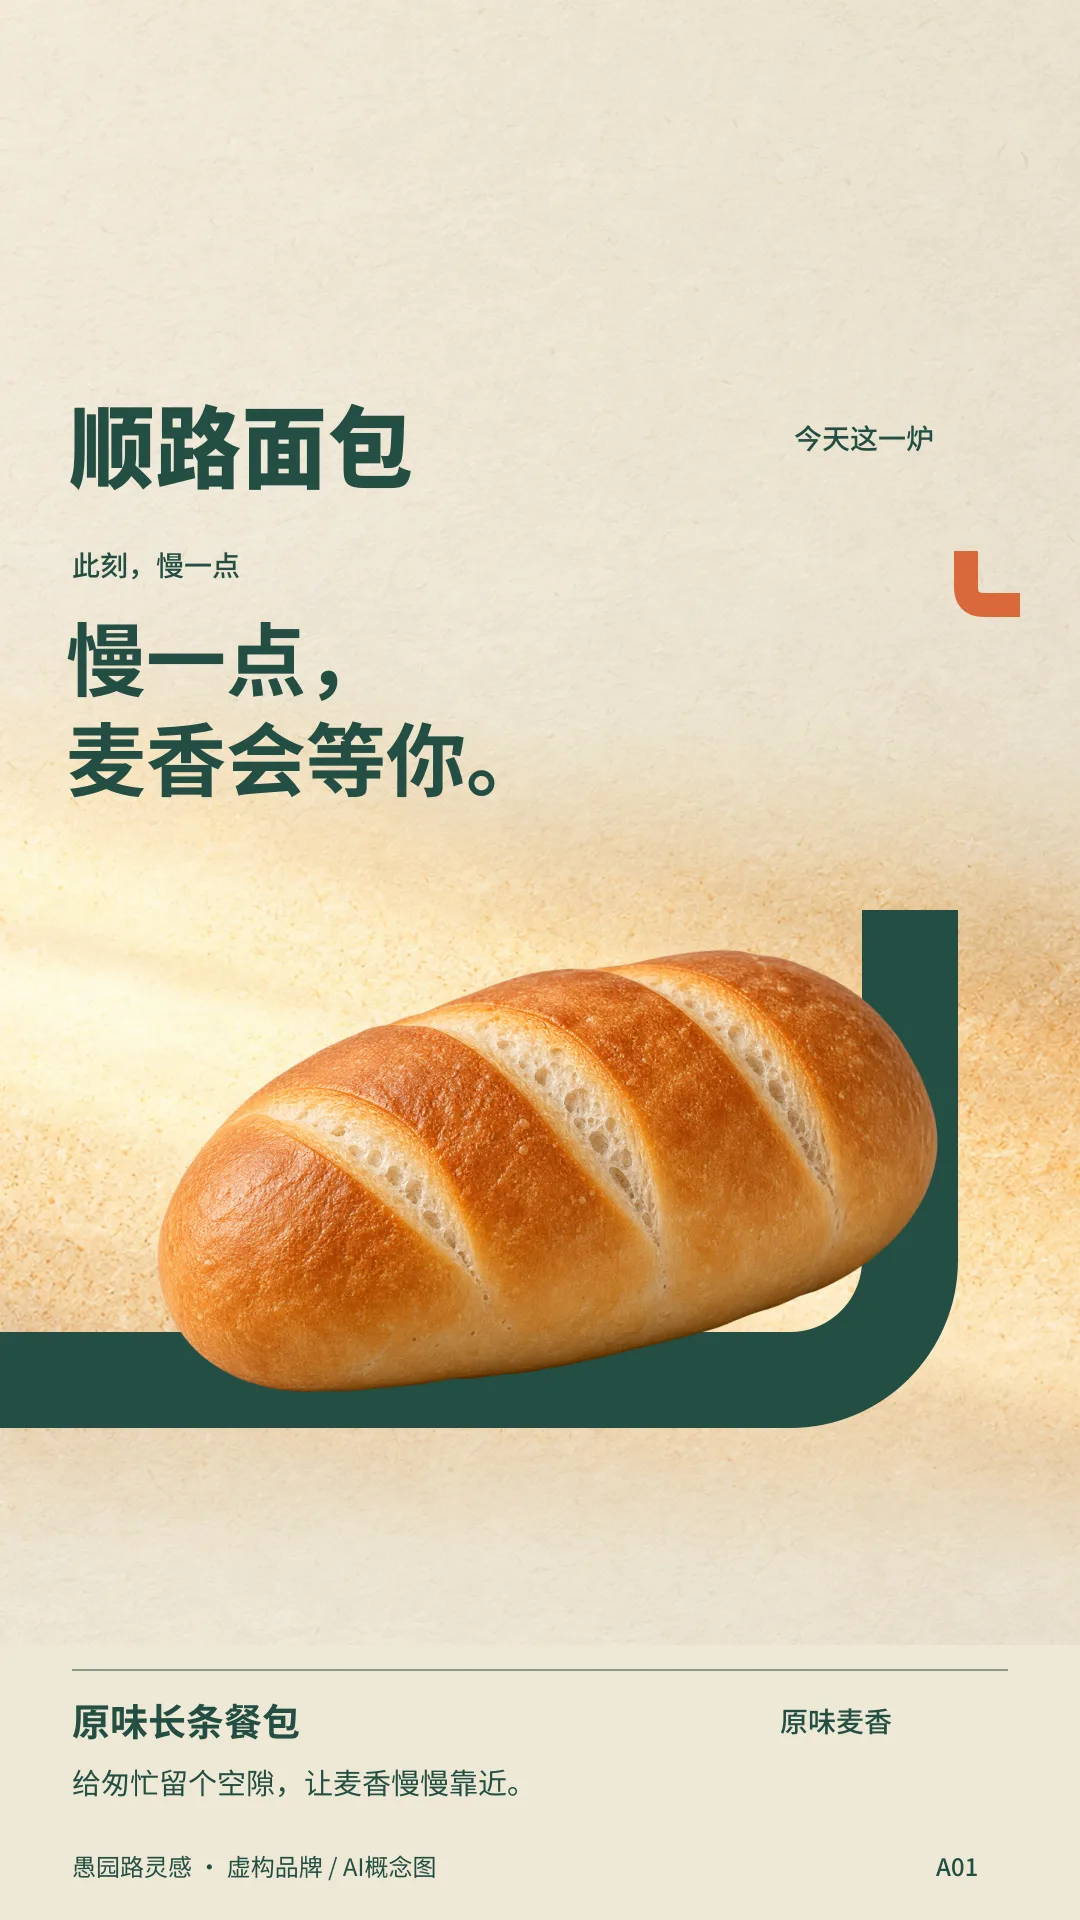 顺路面包
今天这一炉
此刻，慢一点
慢一点，
麦香会等你。
原味长条餐包
原味麦香
给匆忙留个空隙，让麦香慢慢靠近。
愚园路灵感 · 虚构品牌 / AI概念图
A01